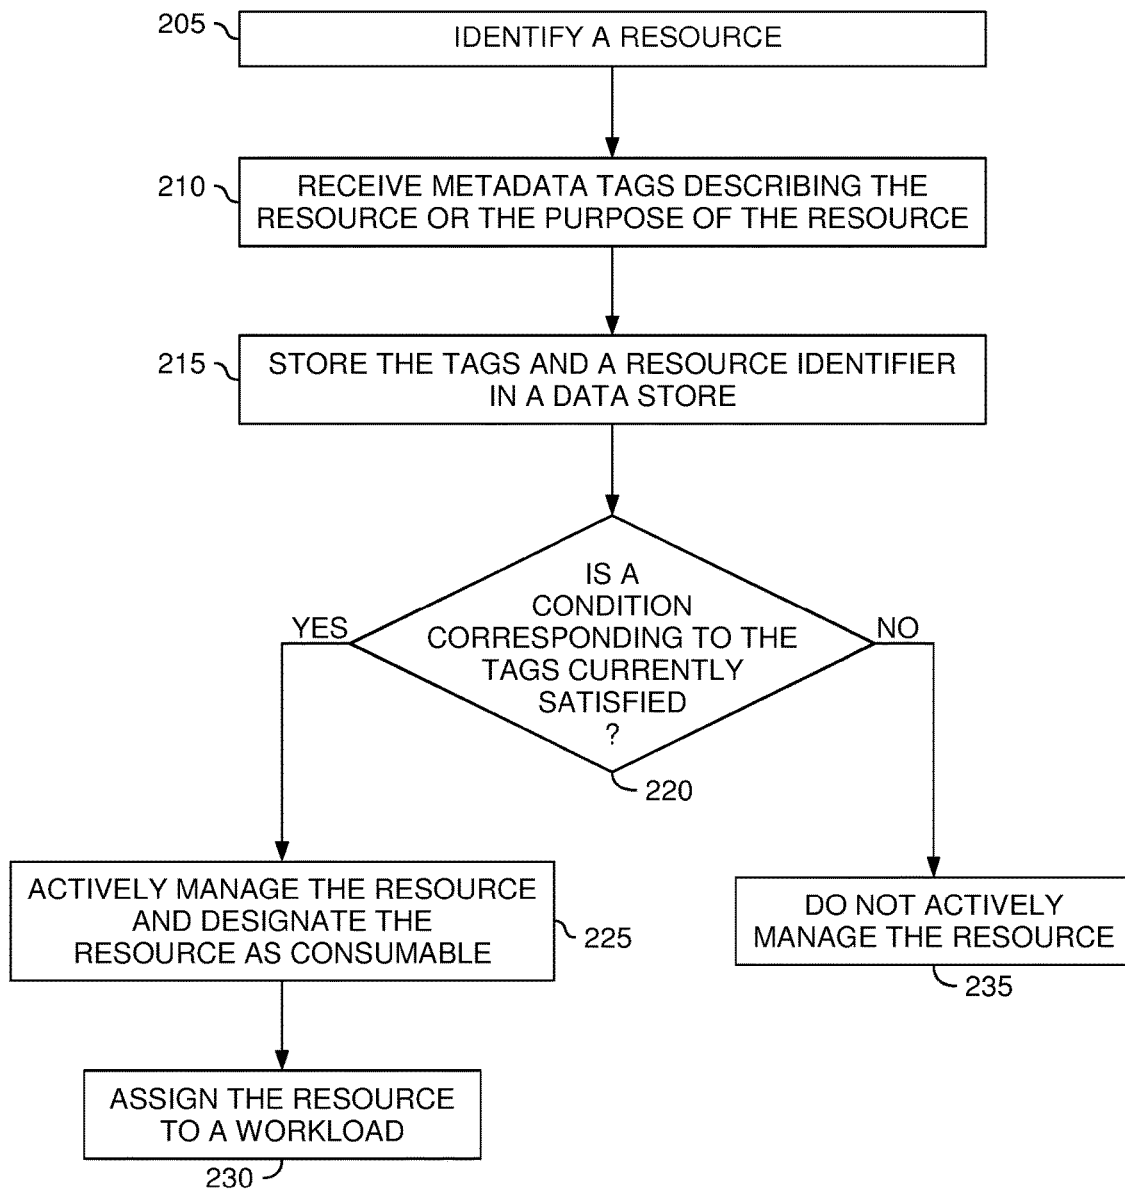 205
IDENTIFY A RESOURCE
210
RECEIVE METADATA TAGS DESCRIBING THE
RESOURCE OR THE PURPOSE OF THE RESOURCE
215
STORE THE TAGS AND A RESOURCE IDENTIFIER
IN A DATA STORE
IS A
CONDITION
CORRESPONDING TO THE
TAGS CURRENTLY
SATISFIED
?
YES
NO
220
ACTIVELY MANAGE THE RESOURCE
AND DESIGNATE THE
RESOURCE AS CONSUMABLE
225
DO NOT ACTIVELY
MANAGE THE RESOURCE
235
ASSIGN THE RESOURCE
TO A WORKLOAD
230